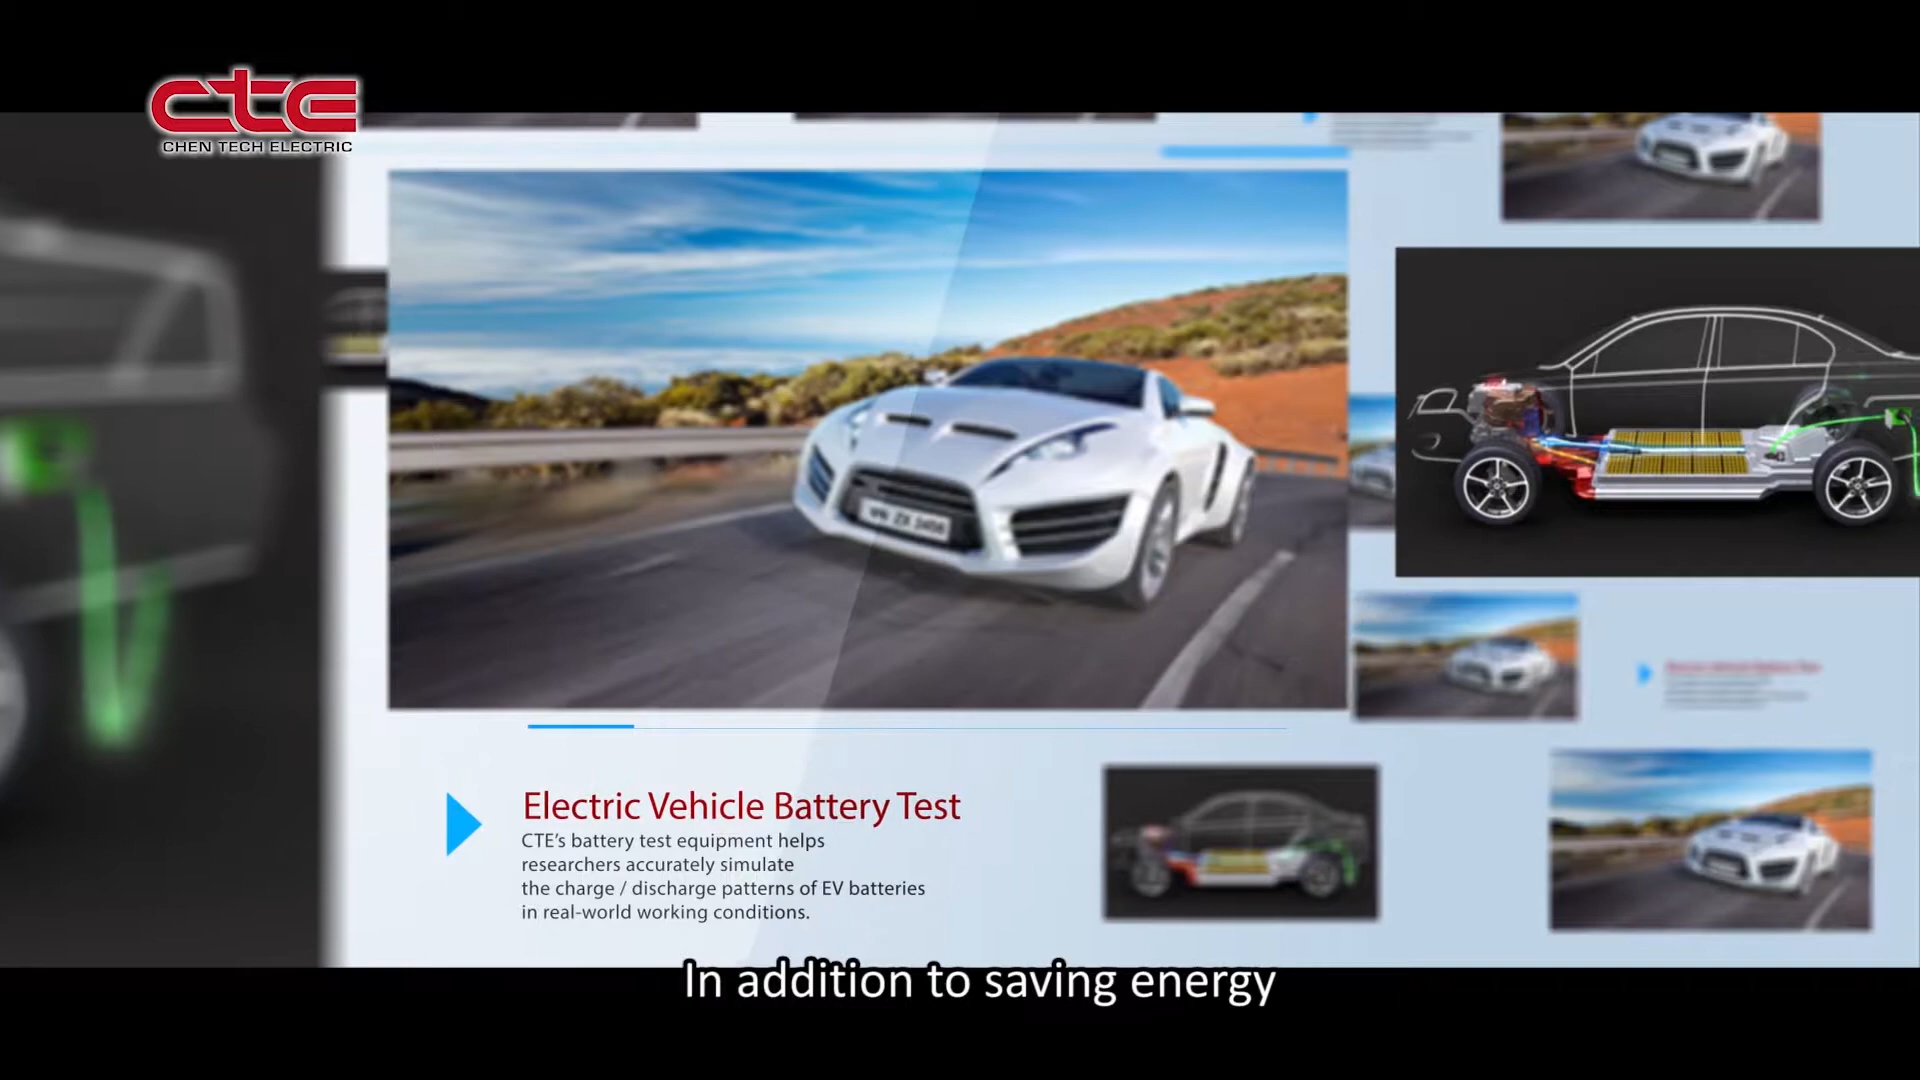 cte
CHEN TECH ELECTRIC
Electric Vehicle Battery Test
CTE's battery test equipment helps
researchers accurately simulate
the charge / discharge patterns of EV batteries
in real-world working conditions.
In addition to saving energy